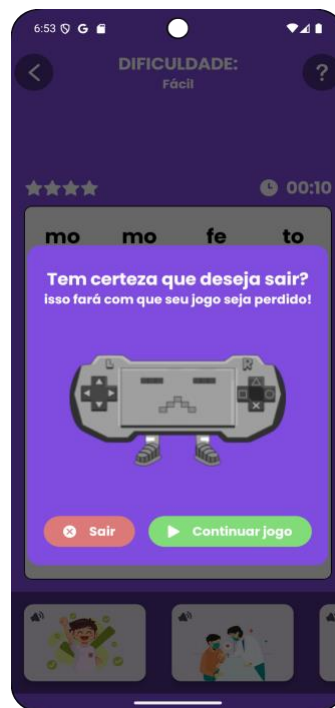 6:53 G
DIFICULDADE:
Fácil
?
00:10
mo mo fe to
Tem certeza que deseja sair?
isso fará com que seu jogo seja perdido!
L R
Sair Continuar jogo